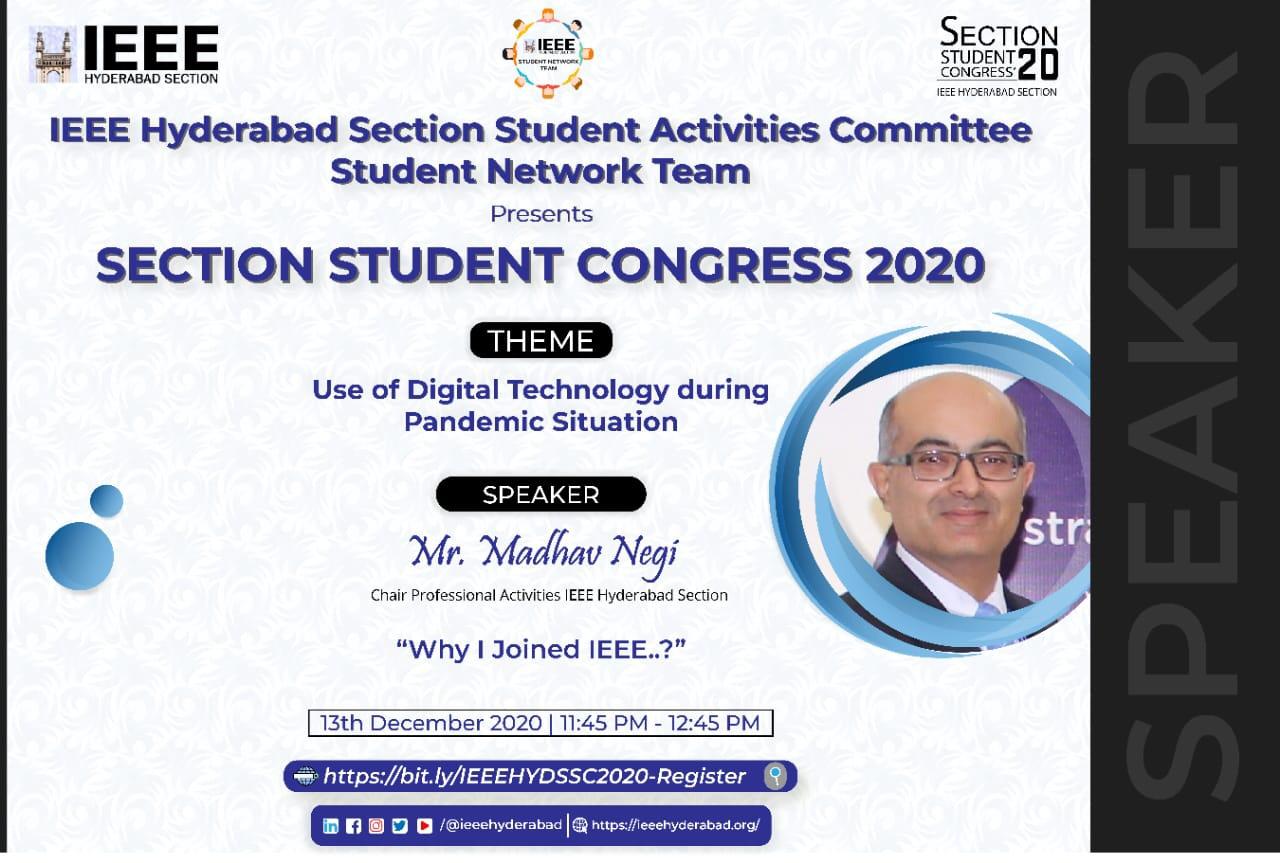 IEEE
HYDERABAD SECTION
IEEE
STUDENT NETWORK
TEAM
SECTION
STUDENT
CONGRESS'20
IEEE HYDERABAD SECTION
IEEE Hyderabad Section Student Activities Committee
Student Network Team
Presents
SECTION STUDENT CONGRESS 2020
THEME
Use of Digital Technology during
Pandemic Situation
SPEAKER
Mr. Madhav Negi
Chair Professional Activities IEEE Hyderabad Section
“Why I Joined IEEE..?”
13th December 2020 | 11:45 PM - 12:45 PM
https://bit.ly/IEEEHYDSSC2020-Register
/@ieeehyderabad | https://ieeehyderabad.org/
stra
SPEAKER